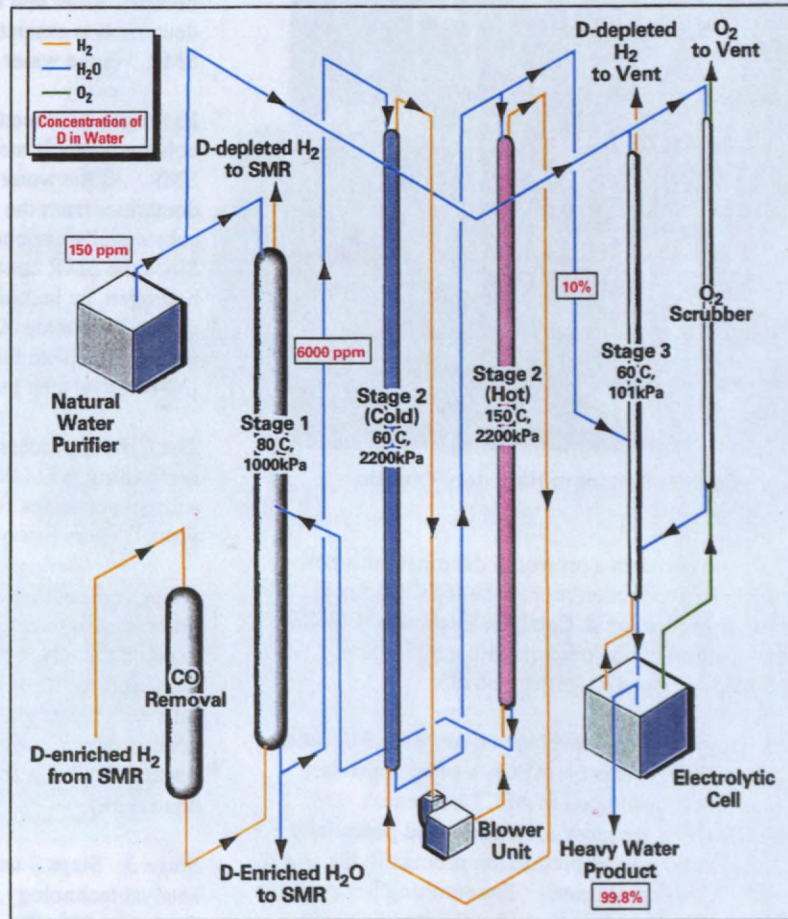 H2
H2O
O2
Concentration of
D in Water
D-depleted
H2
to Vent
O2
to Vent
D-depleted H2
to SMR
150 ppm
Natural
Water
Purifier
6000 ppm
10%
Stage 1
80 C,
1000kPa
Stage 2
(Cold)
60 C,
2200kPa
Stage 2
(Hot)
150 C,
2200kPa
Stage 3
60 C,
101kPa
O2
Scrubber
CO
Removal
D-enriched H2
from SMR
D-Enriched H2O
to SMR
Blower
Unit
Electrolytic
Cell
Heavy Water
Product
99.8%